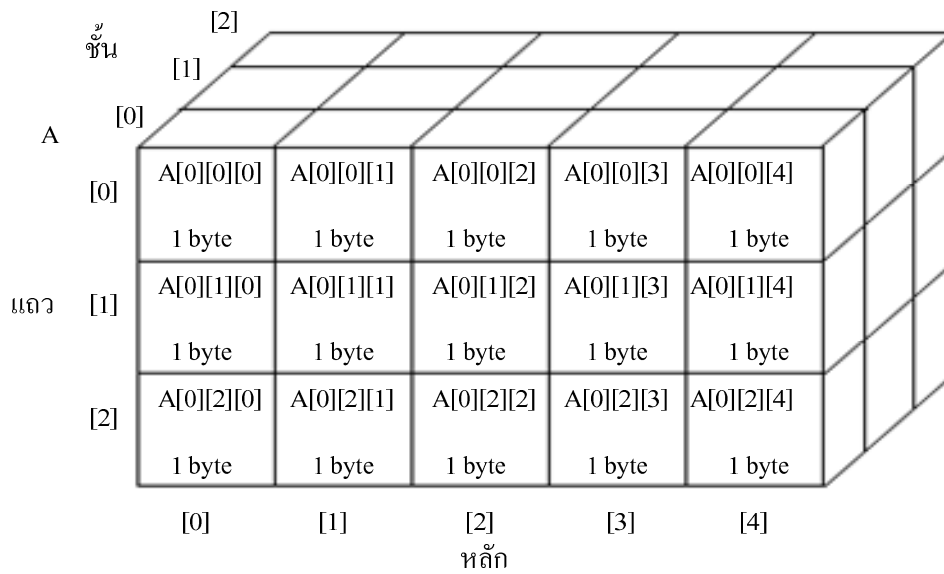 [2]
ชั้น
[1]
[0]
A
[0] A[0][0][0] A[0][0][1] A[0][0][2] A[0][0][3] A[0][0][4]
1 byte 1 byte 1 byte 1 byte 1 byte
แถว [1] A[0][1][0] A[0][1][1] A[0][1][2] A[0][1][3] A[0][1][4]
1 byte 1 byte 1 byte 1 byte 1 byte
[2] A[0][2][0] A[0][2][1] A[0][2][2] A[0][2][3] A[0][2][4]
1 byte 1 byte 1 byte 1 byte 1 byte
[0] [1] [2] [3] [4]
หลัก